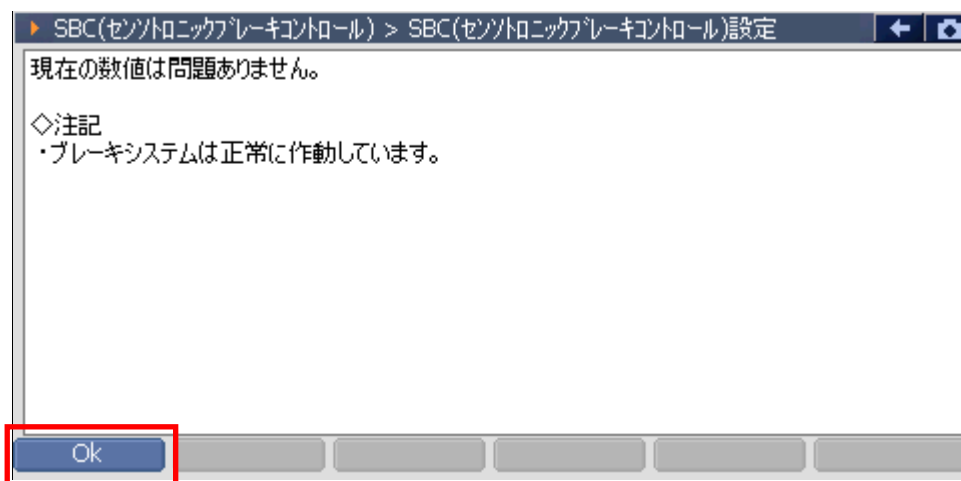 SBC(センソトロニックブレーキコントロール) > SBC(センソトロニックブレーキコントロール)設定
現在の数値は問題ありません。
◇注記
・ブレーキシステムは正常に作動しています。
Ok